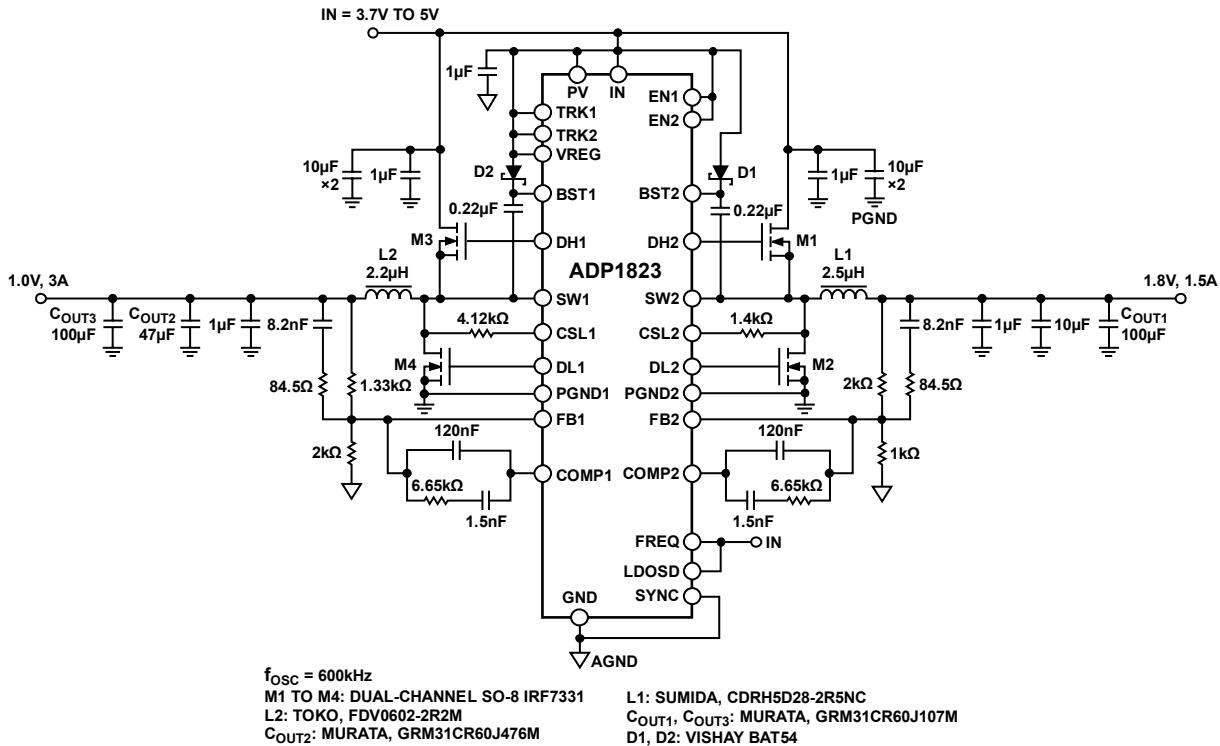 IN = 3.7V TO 5V
1µF
PV
IN
EN1
EN2
TRK1
TRK2
VREG
D2
D1
10µF
×2
1µF
1µF
10µF
×2
PGND
BST1
BST2
0.22µF
0.22µF
M3
DH1
DH2
M1
ADP1823
L2
2.2µH
L1
2.5µH
1.0V, 3A
1.8V, 1.5A
SW1
SW2
COUT3
100µF
COUT2
47µF
1µF
8.2nF
4.12kΩ
CSL1
CSL2
1.4kΩ
8.2nF
1µF
10µF
COUT1
100µF
M4
DL1
DL2
M2
84.5Ω
1.33kΩ
PGND1
PGND2
2kΩ
84.5Ω
FB1
FB2
2kΩ
120nF
120nF
1kΩ
COMP1
COMP2
6.65kΩ
6.65kΩ
1.5nF
1.5nF
FREQ
IN
LDOSD
SYNC
GND
AGND
fOSC = 600kHz
M1 TO M4: DUAL-CHANNEL SO-8 IRF7331
L2: TOKO, FDV0602-2R2M
COUT2: MURATA, GRM31CR60J476M
L1: SUMIDA, CDRH5D28-2R5NC
COUT1, COUT3: MURATA, GRM31CR60J107M
D1, D2: VISHAY BAT54